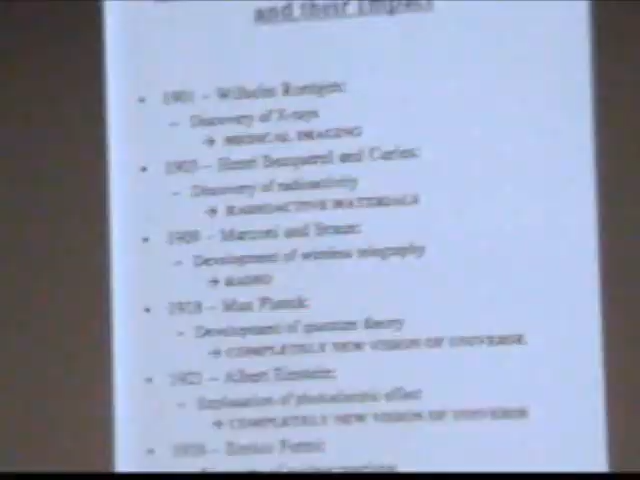 and their Impact
• 1901 – Wilhelm Rontgen:
– Discovery of X-rays
→ MEDICAL IMAGING
• 1903 – Henri Becquerel and Curies:
– Discovery of radioactivity
→ RADIOACTIVE MATERIALS
• 1909 – Marconi and Braun:
– Development of wireless telegraphy
→ RADIO
• 1918 – Max Planck:
– Development of quantum theory
→ COMPLETELY NEW VISION OF UNIVERSE
• 1921 – Albert Einstein:
– Explanation of photoelectric effect
→ COMPLETELY NEW VISION OF UNIVERSE
• 1938 – Enrico Fermi: